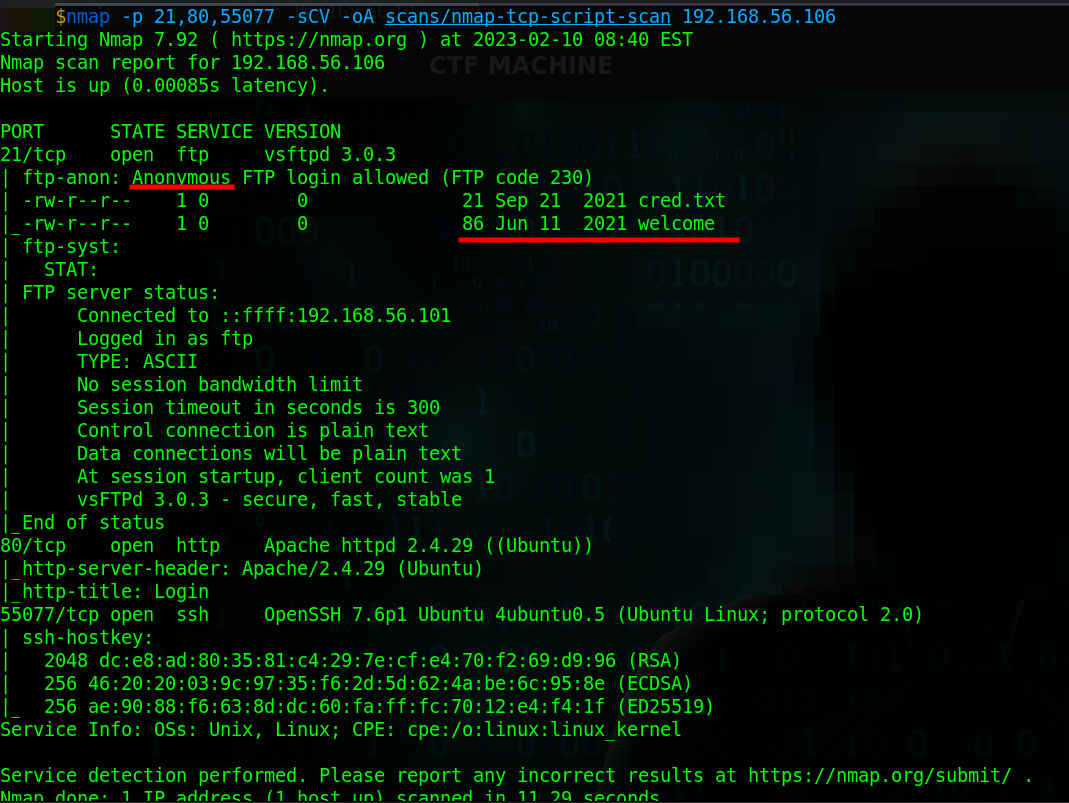 $nmap -p 21,80,55077 -sCV -oA scans/nmap-tcp-script-scan 192.168.56.106
Starting Nmap 7.92 ( https://nmap.org ) at 2023-02-10 08:40 EST
Nmap scan report for 192.168.56.106
CTF MACHINE
Host is up (0.00085s latency).
PORT      STATE SERVICE VERSION
21/tcp    open  ftp     vsftpd 3.0.3
| ftp-anon: Anonymous FTP login allowed (FTP code 230)
| -rw-r--r--    1 0        0              21 Sep 21  2021 cred.txt
|_-rw-r--r--    1 0        0              86 Jun 11  2021 welcome
| ftp-syst:
|   STAT:
| FTP server status:
|      Connected to ::ffff:192.168.56.101
|      Logged in as ftp
|      TYPE: ASCII
|      No session bandwidth limit
|      Session timeout in seconds is 300
|      Control connection is plain text
|      Data connections will be plain text
|      At session startup, client count was 1
|      vsFTPd 3.0.3 - secure, fast, stable
|_End of status
80/tcp    open  http    Apache httpd 2.4.29 ((Ubuntu))
|_http-server-header: Apache/2.4.29 (Ubuntu)
|_http-title: Login
55077/tcp open  ssh     OpenSSH 7.6p1 Ubuntu 4ubuntu0.5 (Ubuntu Linux; protocol 2.0)
| ssh-hostkey:
|   2048 dc:e8:ad:80:35:81:c4:29:7e:cf:e4:70:f2:69:d9:96 (RSA)
|   256 46:20:20:03:9c:97:35:f6:2d:5d:62:4a:be:6c:95:8e (ECDSA)
|_  256 ae:90:88:f6:63:8d:dc:60:fa:ff:fc:70:12:e4:f4:1f (ED25519)
Service Info: OSs: Unix, Linux; CPE: cpe:/o:linux:linux_kernel
Service detection performed. Please report any incorrect results at https://nmap.org/submit/ .
Nmap done: 1 IP address (1 host up) scanned in 11.29 seconds